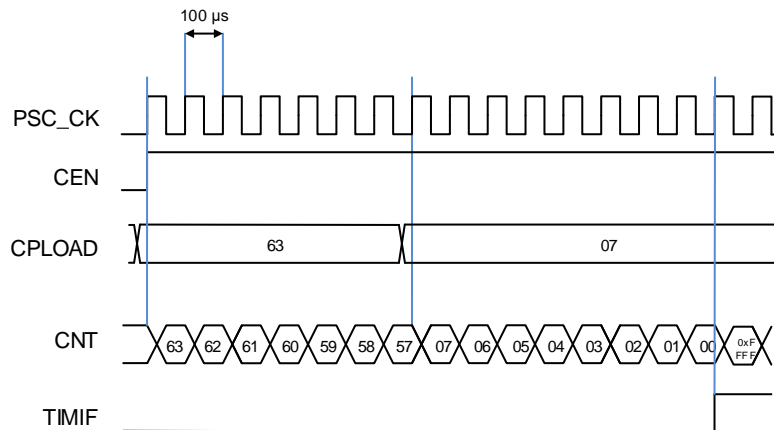 100 µs
PSC_CK
CEN
CPLOAD 63 07
CNT 63 62 61 60 59 58 57 07 06 05 04 03 02 01 00 0xF
FFF
TIMIF